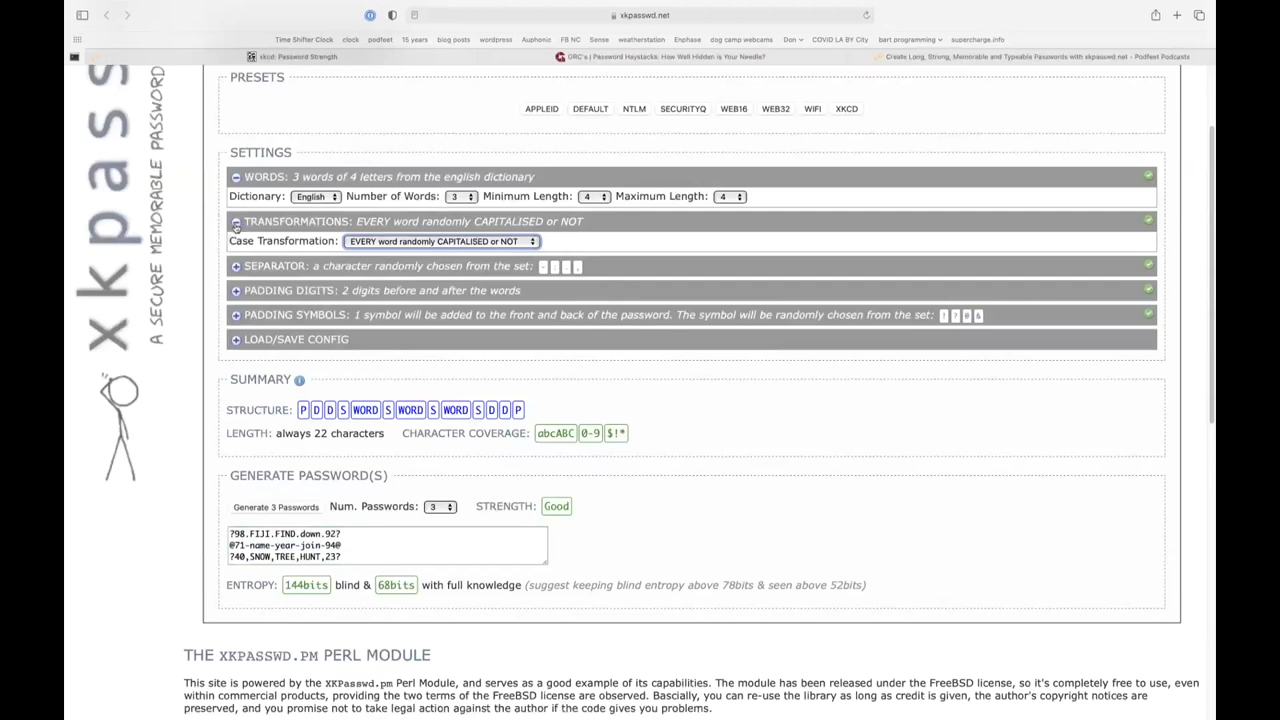 xkpasswd.net
Time Shifter Clock clock podfeet 15 years blog posts wordpress Auphonic FB NC Sense weatherstation Enphase dog camp webcams Don COVID LA BY City bart programming supercharge.info
xkcd: Password Strength GRC's | Password Haystacks: How Well Hidden is Your Needle? Create Long, Strong, Memorable and Typeable Passwords with xkpasswd.net - Podfeet Podcasts
xkpass
A SECURE MEMORABLE PASSWORD
PRESETS
APPLEID DEFAULT NTLM SECURITYQ WEB16 WEB32 WIFI XKCD
SETTINGS
WORDS: 3 words of 4 letters from the english dictionary
Dictionary: English Number of Words: 3 Minimum Length: 4 Maximum Length: 4
TRANSFORMATIONS: EVERY word randomly CAPITALISED or NOT
Case Transformation: EVERY word randomly CAPITALISED or NOT
SEPARATOR: a character randomly chosen from the set: - : . ,
PADDING DIGITS: 2 digits before and after the words
PADDING SYMBOLS: 1 symbol will be added to the front and back of the password. The symbol will be randomly chosen from the set: ! ? @ &
LOAD/SAVE CONFIG
SUMMARY
STRUCTURE: P D D S WORD S WORD S WORD S D D P
LENGTH: always 22 characters CHARACTER COVERAGE: abcABC 0-9 $!*
GENERATE PASSWORD(S)
Generate 3 Passwords Num. Passwords: 3 STRENGTH: Good
?98.FIJI.FIND.down.92?
@71-name-year-join-94@
?40,SNOW,TREE,HUNT,23?
ENTROPY: 144bits blind & 68bits with full knowledge (suggest keeping blind entropy above 78bits & seen above 52bits)
THE XKPASSWD.PM PERL MODULE
This site is powered by the XKPasswd.pm Perl Module, and serves as a good example of its capabilities. The module has been released under the FreeBSD license, so it's completely free to use, even
within commercial products, providing the two terms of the FreeBSD license are observed. Bascially, you can re-use the library as long as credit is given, the author's copyright notices are
preserved, and you promise not to take legal action against the author if the code gives you problems.